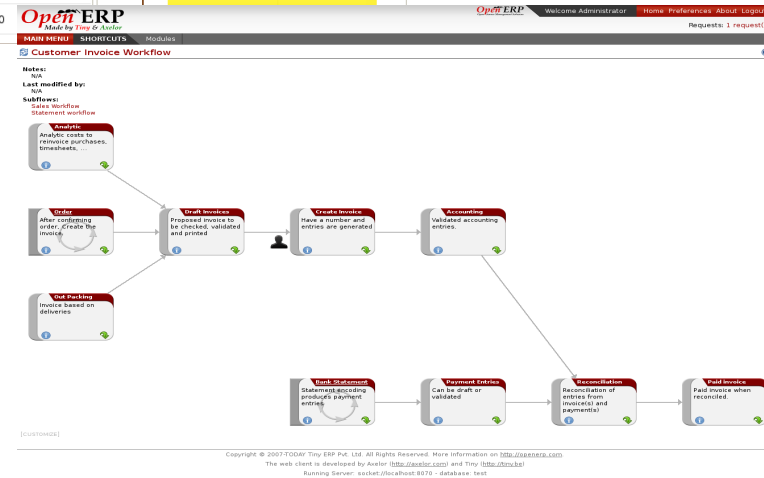 0
Open ERP
Made by Tiny & Axelor
Open ERP
Welcome Administrator
Home Preferences About Logou
Requests: 1 request(
MAIN MENU SHORTCUTS Modules
Customer Invoice Workflow
Notes:
N/A
Last modified by:
N/A
Subflows:
Sales Workflow
Statement workflow
Analytic
Analytic costs to
reinvoice purchases,
timesheets, ...
Order
After confirming
order, Create the
invoice.
Draft Invoices
Proposed invoice to
be checked, validated
and printed
Create Invoice
Have a number and
entries are generated
Accounting
Validated accounting
entries.
Out Packing
Invoice based on
deliveries
Bank Statement
Statement encoding
produces payment
entries
Payment Entries
Can be draft or
validated
Reconciliation
Reconciliation of
entries from
invoice(s) and
payment(s)
Paid invoice
Paid invoice when
reconciled.
[CUSTOMIZE]
Copyright © 2007-TODAY Tiny ERP Pvt. Ltd. All Rights Reserved. More Information on http://openerp.com
The web client is developed by Axelor (http://axelor.com) and Tiny (http://tiny.be)
Running Server: socket://localhost:8070 - database: test